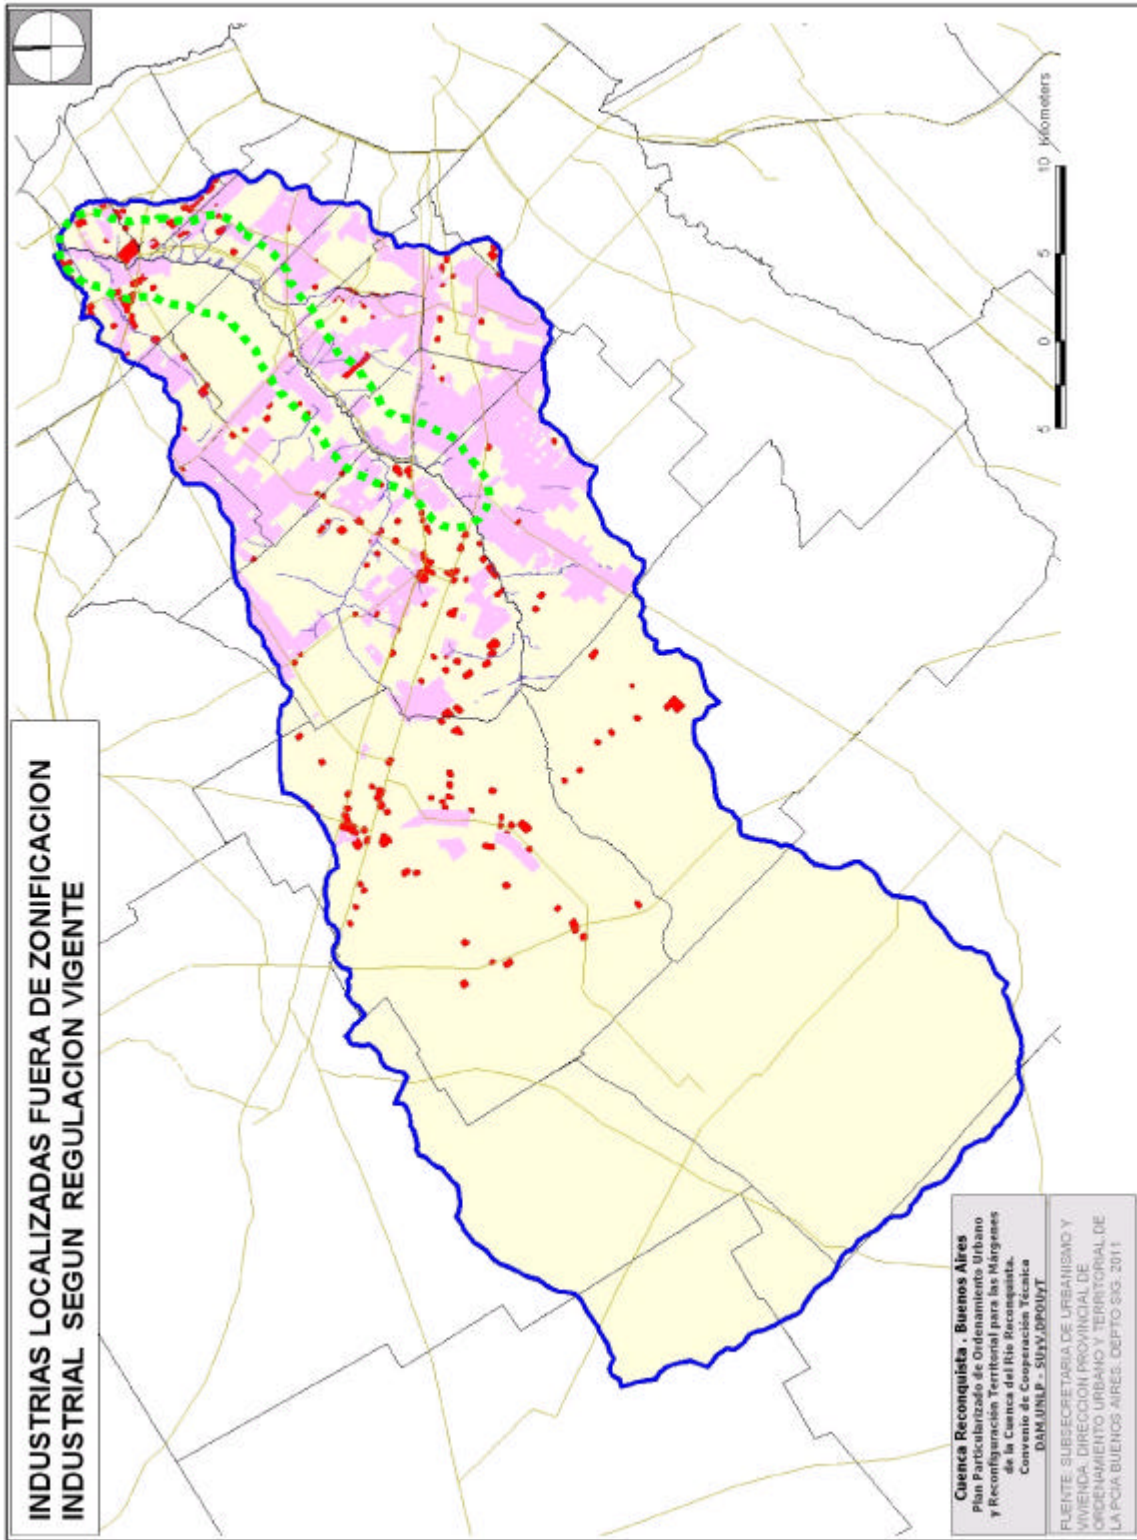 INDUSTRIAS LOCALIZADAS FUERA DE ZONIFICACION
INDUSTRIAL SEGUN REGULACION VIGENTE
5 0 5 10 Kilometers
Cuenca Reconquista . Buenos Aires
Plan Particularizado de Ordenamiento Urbano
y Reconfiguración Territorial para las Márgenes
de la Cuenca del Río Reconquista.
Convenio de Cooperación Técnica
DAM.UNLP - SUyV.DPOUyT
FUENTE: SUBSECRETARIA DE URBANISMO Y
VIVIENDA. DIRECCION PROVINCIAL DE
ORDENAMIENTO URBANO Y TERRITORIAL DE
LA PCIA BUENOS AIRES. DEPTO SIG. 2011